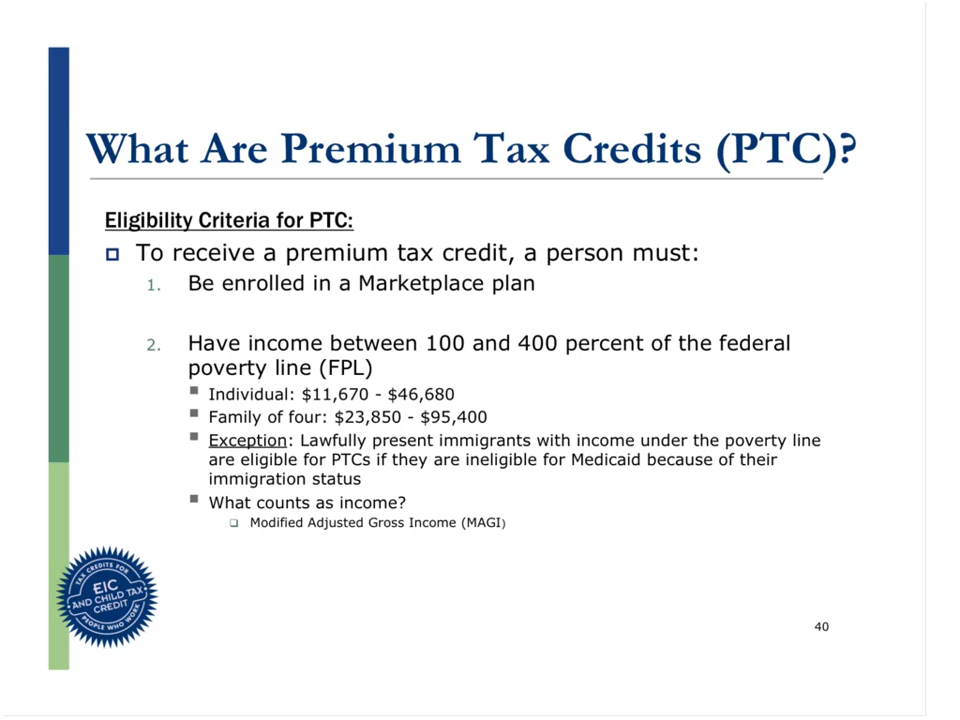 What Are Premium Tax Credits (PTC)?
Eligibility Criteria for PTC:
To receive a premium tax credit, a person must:
1. Be enrolled in a Marketplace plan
2. Have income between 100 and 400 percent of the federal
poverty line (FPL)
Individual: $11,670 - $46,680
Family of four: $23,850 - $95,400
Exception: Lawfully present immigrants with income under the poverty line
are eligible for PTCs if they are ineligible for Medicaid because of their
immigration status
What counts as income?
Modified Adjusted Gross Income (MAGI)
TAX CREDITS FOR
EIC
AND CHILD TAX
CREDIT
PEOPLE WHO WORK
40